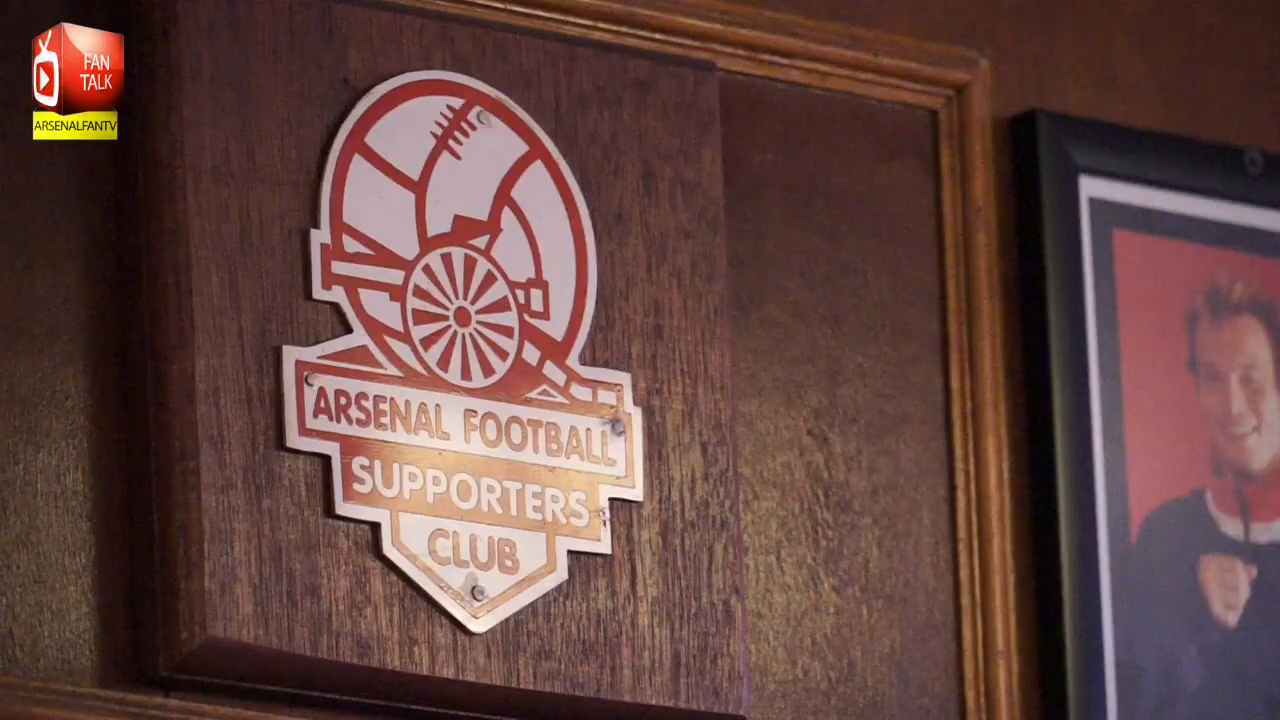 FAN
TALK
ARSENALFANTV
ARSENAL FOOTBALL
SUPPORTERS
CLUB